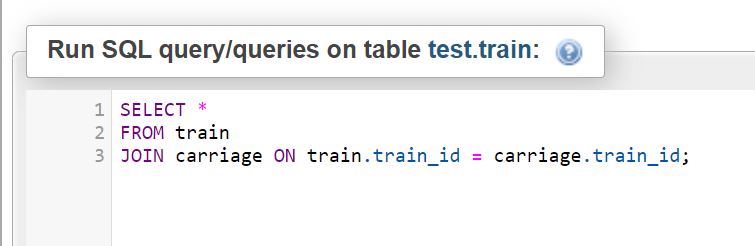 Run SQL query/queries on table test.train:
1 SELECT *
2 FROM train
3 JOIN carriage ON train.train_id = carriage.train_id;